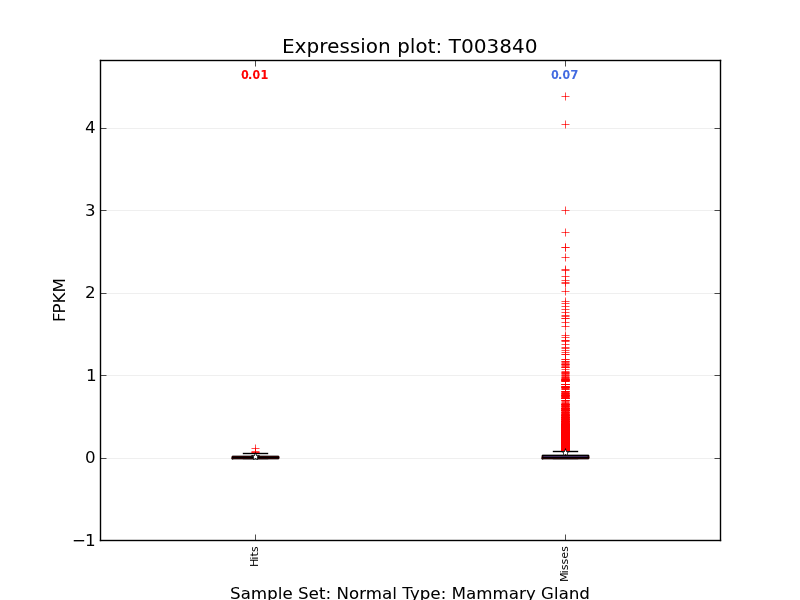 Expression plot: T003840
0.01 0.07
4
3
2
1
0
−1
FPKM
Hits Misses
Sample Set: Normal Type: Mammary Gland